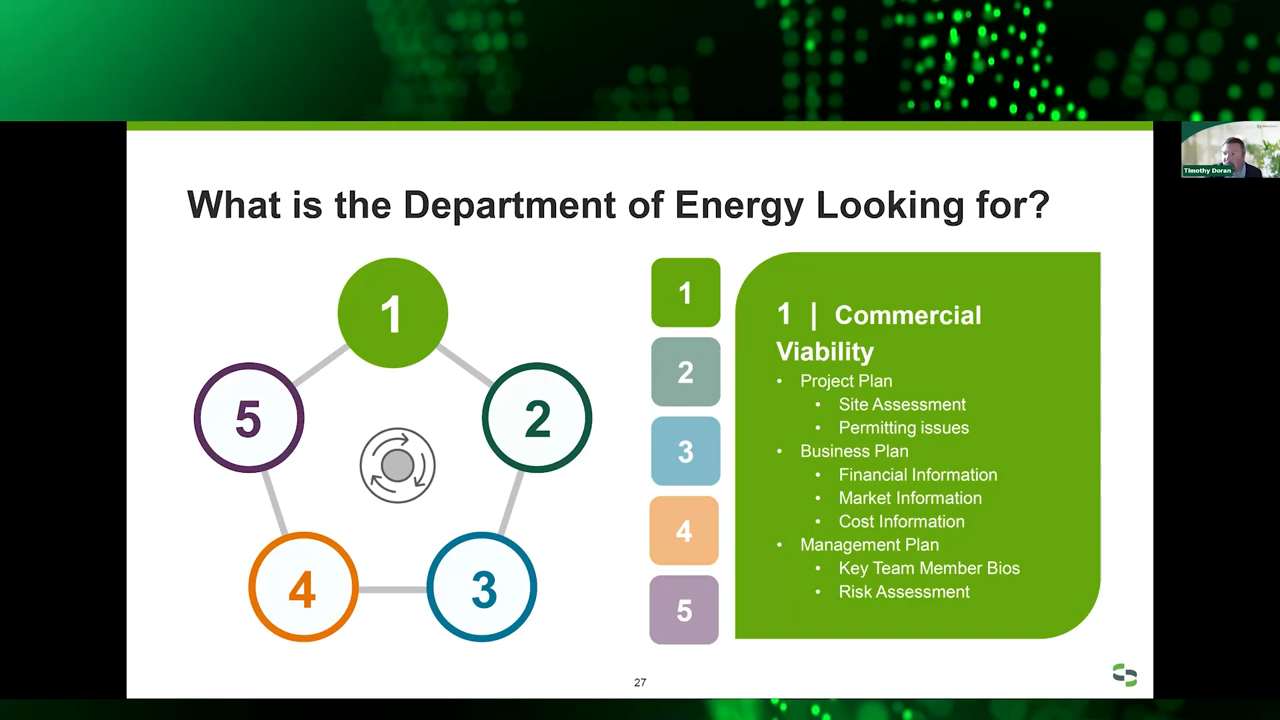 Timothy Doran
What is the Department of Energy Looking for?
1
2
3
4
5
1
2
3
4
5
1 | Commercial
Viability
• Project Plan
• Site Assessment
• Permitting issues
• Business Plan
• Financial Information
• Market Information
• Cost Information
• Management Plan
• Key Team Member Bios
• Risk Assessment
27